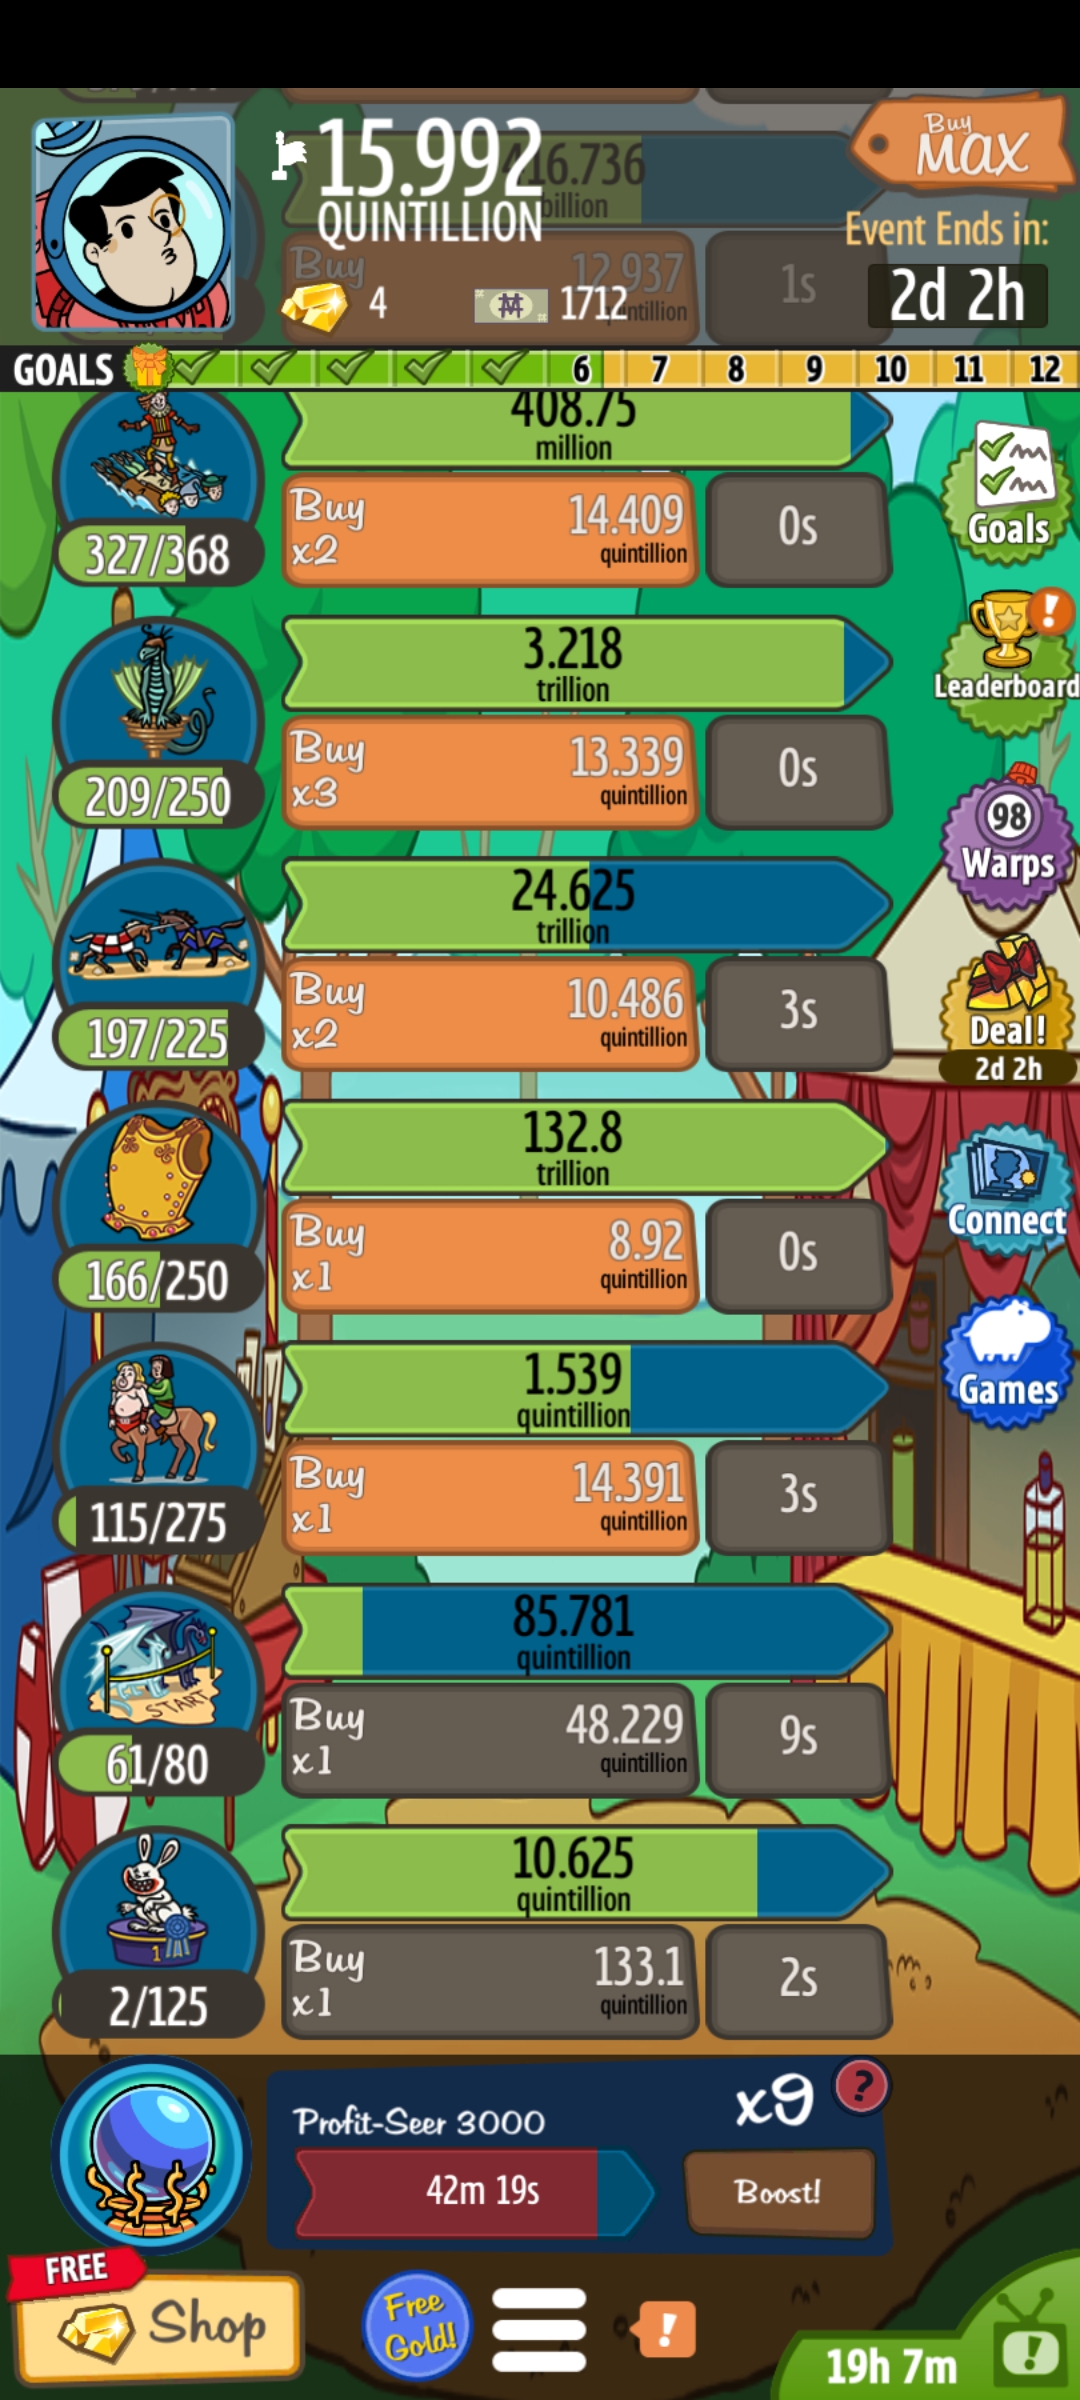 15.992
QUINTILLION
416.736
billion
Buy
MAX
Event Ends in:
2d 2h
Buy
12.937
quintillion
1s
4
1712
GOALS
6 7 8 9 10 11 12
408.75
million
327/368
Buy
x2
14.409
quintillion
0s
Goals
3.218
trillion
209/250
Buy
x3
13.339
quintillion
0s
Leaderboard
98
Warps
24.625
trillion
197/225
Buy
x2
10.486
quintillion
3s
Deal!
2d 2h
132.8
trillion
166/250
Buy
x1
8.92
quintillion
0s
Connect
1.539
quintillion
115/275
Buy
x1
14.391
quintillion
3s
Games
85.781
quintillion
START
61/80
Buy
x1
48.229
quintillion
9s
10.625
quintillion
1
2/125
Buy
x1
133.1
quintillion
2s
Profit-Seer 3000
x9
?
42m 19s
Boost!
FREE
Shop
Free
Gold!
!
19h 7m
!